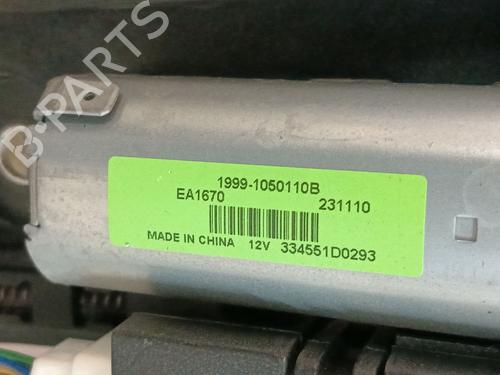 B-PARTS
1999-1050110B
EA1670 231110
MADE IN CHINA 12V 334551D0293